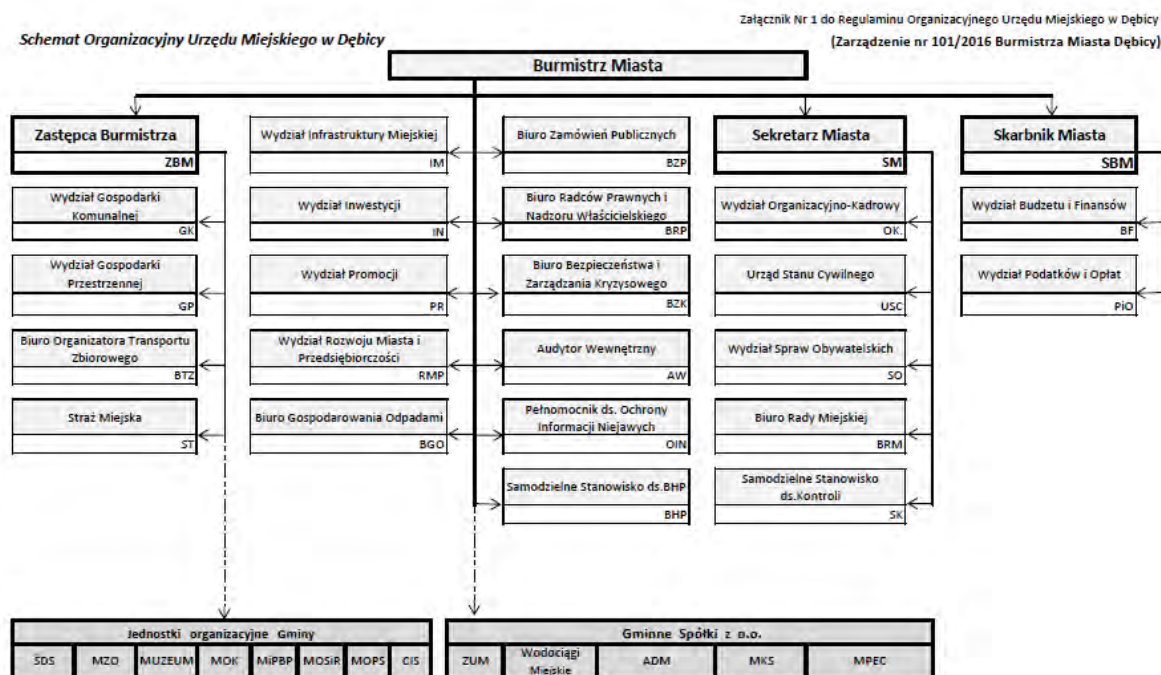 Załącznik Nr 1 do Regulaminu Organizacyjnego Urzędu Miejskiego w Dębicy
Schemat Organizacyjny Urzędu Miejskiego w Dębicy
(Zarządzenie nr 101/2016 Burmistrza Miasta Dębicy)
Burmistrz Miasta
Zastępca Burmistrza
ZBM
Wydział Gospodarki
Komunalnej
GK
Wydział Gospodarki
Przestrzennej
GP
Biuro Organizatora Transportu
Zbiorowego
BTZ
Straż Miejska
ST
Wydział Infrastruktury Miejskiej
IM
Wydział Inwestycji
IN
Wydział Promocji
PR
Wydział Rozwoju Miasta i
Przedsiębiorczości
RMP
Biuro Gospodarowania Odpadami
BGO
Biuro Zamówień Publicznych
BZP
Biuro Radców Prawnych i
Nadzoru Właścicielskiego
BRP
Biuro Bezpieczeństwa i
Zarządzania Kryzysowego
BZK
Audytor Wewnętrzny
AW
Pełnomocnik ds. Ochrony
Informacji Niejawych
OIN
Samodzielne Stanowisko ds.BHP
BHP
Sekretarz Miasta
SM
Wydział Organizacyjno-Kadrowy
OK.
Urząd Stanu Cywilnego
USC
Wydział Spraw Obywatelskich
SO
Biuro Rady Miejskiej
BRM
Samodzielne Stanowisko
ds.Kontroli
SK
Skarbnik Miasta
SBM
Wydział Budżetu i Finansów
BF
Wydział Podatków i Opłat
PiO
Jednostki organizacyjne Gminy
ŚDS MZO MUZEUM MOK MiPBP MOSiR MOPS CIS
Gminne Spółki z o.o.
ZUM Wodociągi Miejskie ADM MKS MPEC